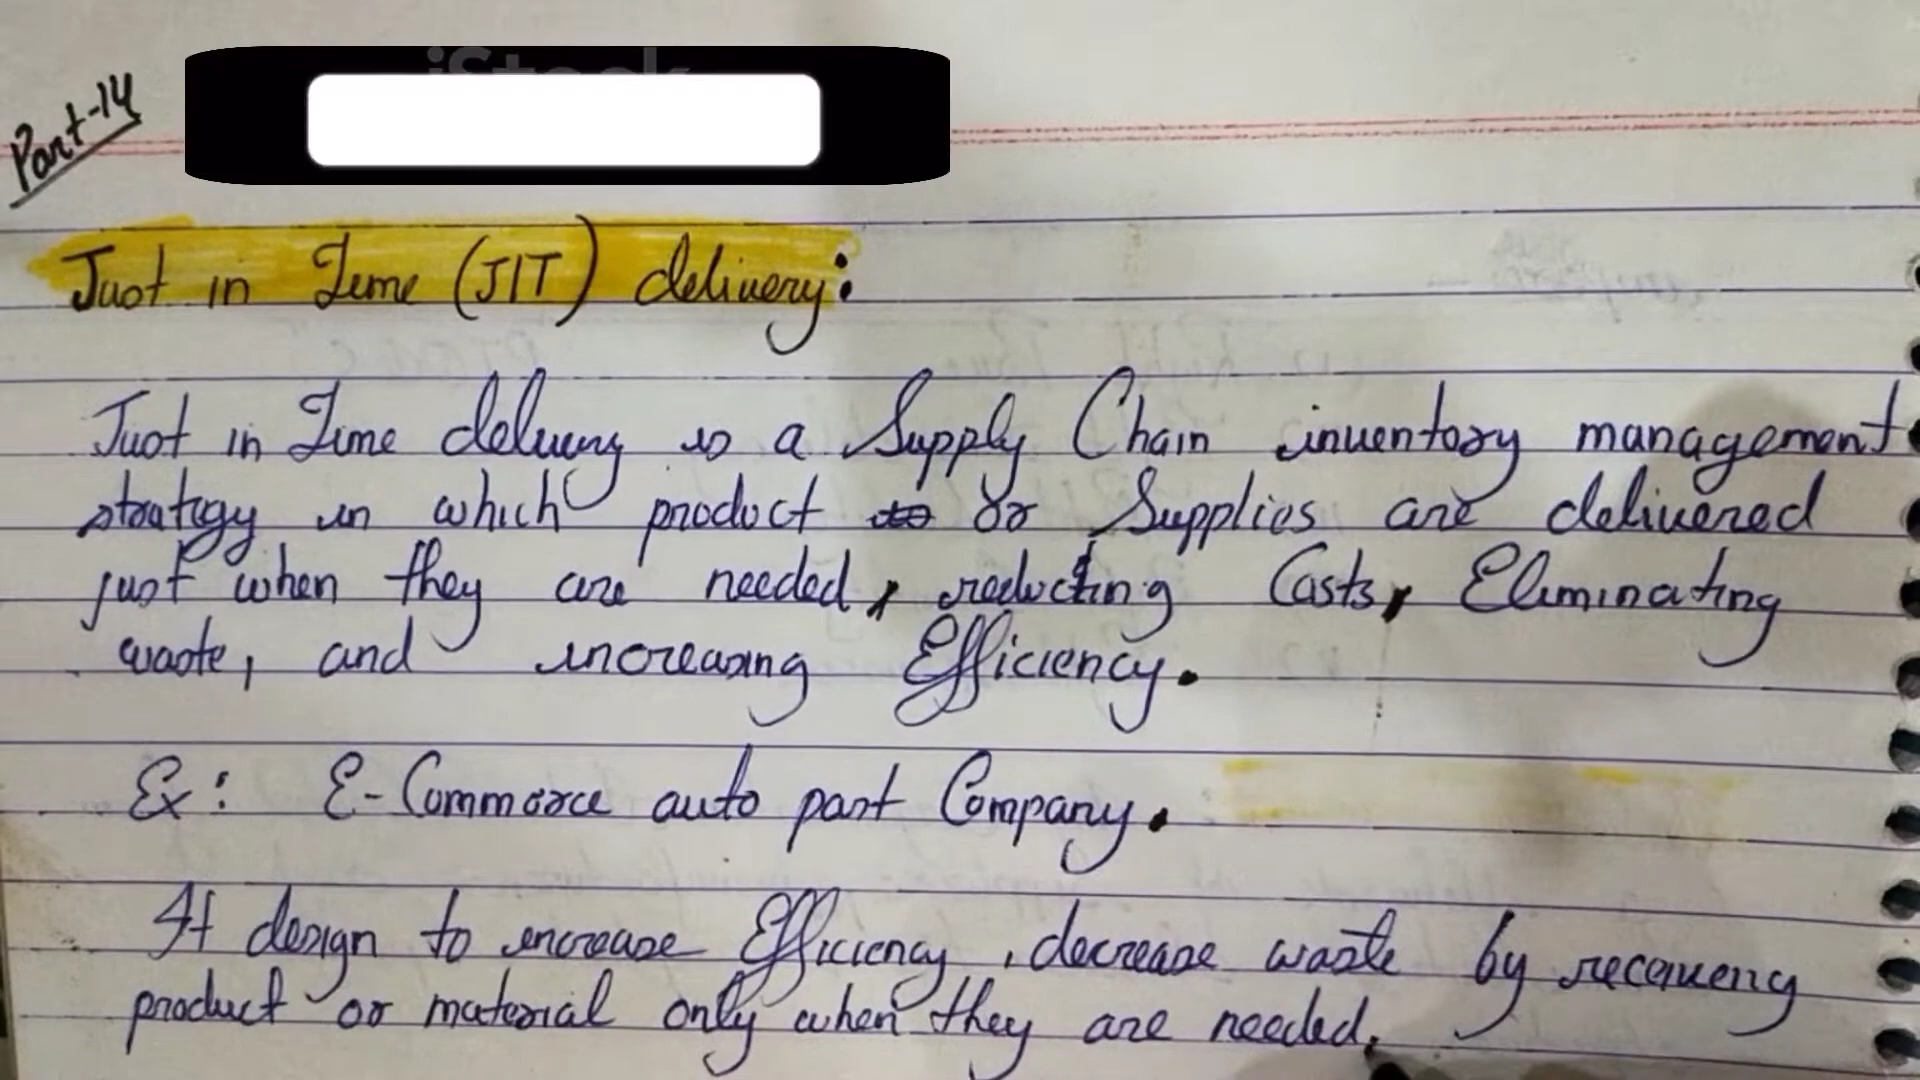 Part-14
Just in Time (JIT) delivery:
Just in Time delivery is a Supply Chain inventory management
strategy in which product or Supplies are delivered
just when they are needed, reducting Costs, Eliminating
waste, and increasing Efficiency.
Ex: E-Commerce auto part Company.
It design to increase Efficiency, decrease waste by receiving
product or material only when they are needed.